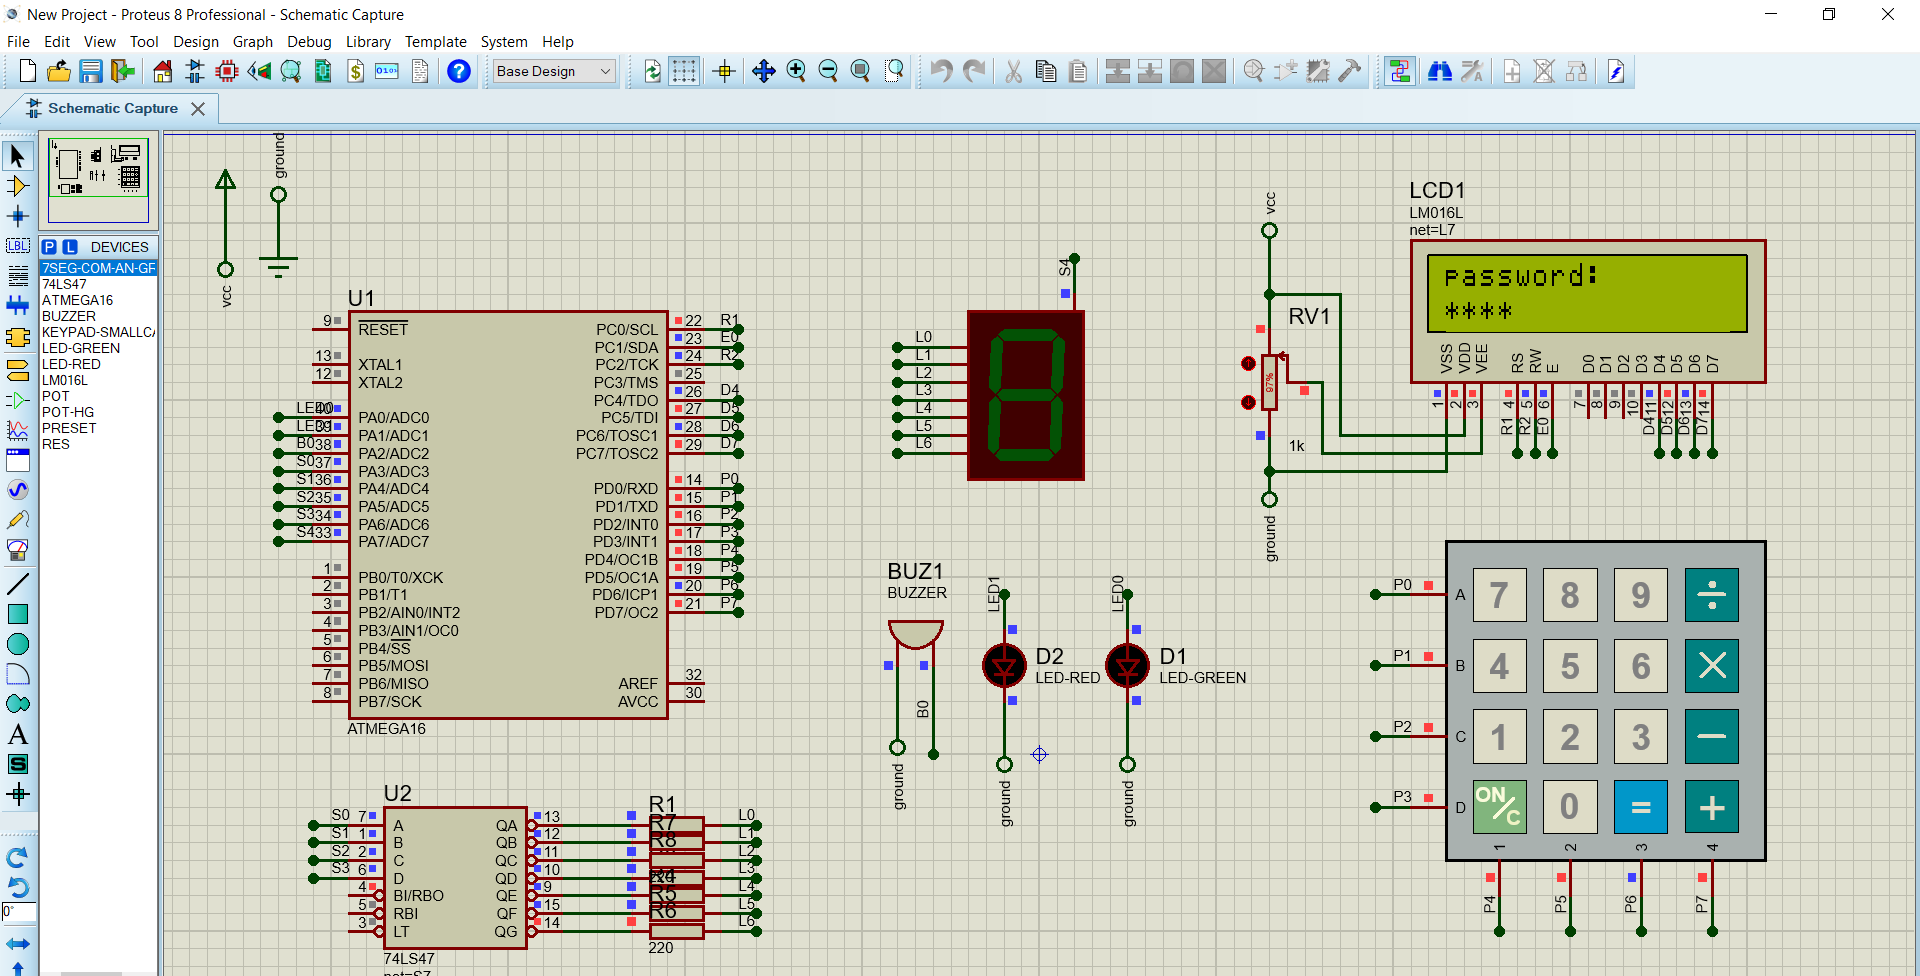 New Project - Proteus 8 Professional - Schematic Capture
File Edit View Tool Design Graph Debug Library Template System Help
Base Design
Schematic Capture
LBL
P L DEVICES
7SEG-COM-AN-GF
74LS47
ATMEGA16
BUZZER
KEYPAD-SMALLCA
LED-GREEN
LED-RED
LM016L
POT
POT-HG
PRESET
RES
0°
vcc
ground
U1
9 RESET
13 XTAL1
12 XTAL2
LED0 40 PA0/ADC0
LED1 39 PA1/ADC1
B0 38 PA2/ADC2
S0 37 PA3/ADC3
S1 36 PA4/ADC4
S2 35 PA5/ADC5
S3 34 PA6/ADC6
S4 33 PA7/ADC7
1 PB0/T0/XCK
2 PB1/T1
3 PB2/AIN0/INT2
4 PB3/AIN1/OC0
5 PB4/SS
6 PB5/MOSI
7 PB6/MISO
8 PB7/SCK
PC0/SCL 22 R1
PC1/SDA 23 E0
PC2/TCK 24 R2
PC3/TMS 25
PC4/TDO 26 D4
PC5/TDI 27 D5
PC6/TOSC1 28 D6
PC7/TOSC2 29 D7
PD0/RXD 14 P0
PD1/TXD 15 P1
PD2/INT0 16 P2
PD3/INT1 17 P3
PD4/OC1B 18 P4
PD5/OC1A 19 P5
PD6/ICP1 20 P6
PD7/OC2 21 P7
AREF 32
AVCC 30
ATMEGA16
U2
S0 7 A
S1 1 B
S2 2 C
S3 6 D
4 BI/RBO
5 RBI
3 LT
QA 13
QB 12
QC 11
QD 10
QE 9
QF 15
QG 14
74LS47
net=S7
R1
R7
R8
R4
R5
R6
220
L0
L1
L2
L3
L4
L5
L6
S4
L0
L1
L2
L3
L4
L5
L6
BUZ1
BUZZER
B0
ground
LED1
D2
LED-RED
ground
LED0
D1
LED-GREEN
ground
vcc
RV1
97%
1k
ground
LCD1
LM016L
net=L7
Password:
****
VSS VDD VEE RS RW E D0 D1 D2 D3 D4 D5 D6 D7
1 2 3 4 5 6 7 8 9 10 11 12 13 14
R1 R2 E0 D4 D5 D6 D7
P0 A 7 8 9 ÷
P1 B 4 5 6 ×
P2 C 1 2 3 −
P3 D ON/C 0 = +
1 2 3 4
P4 P5 P6 P7